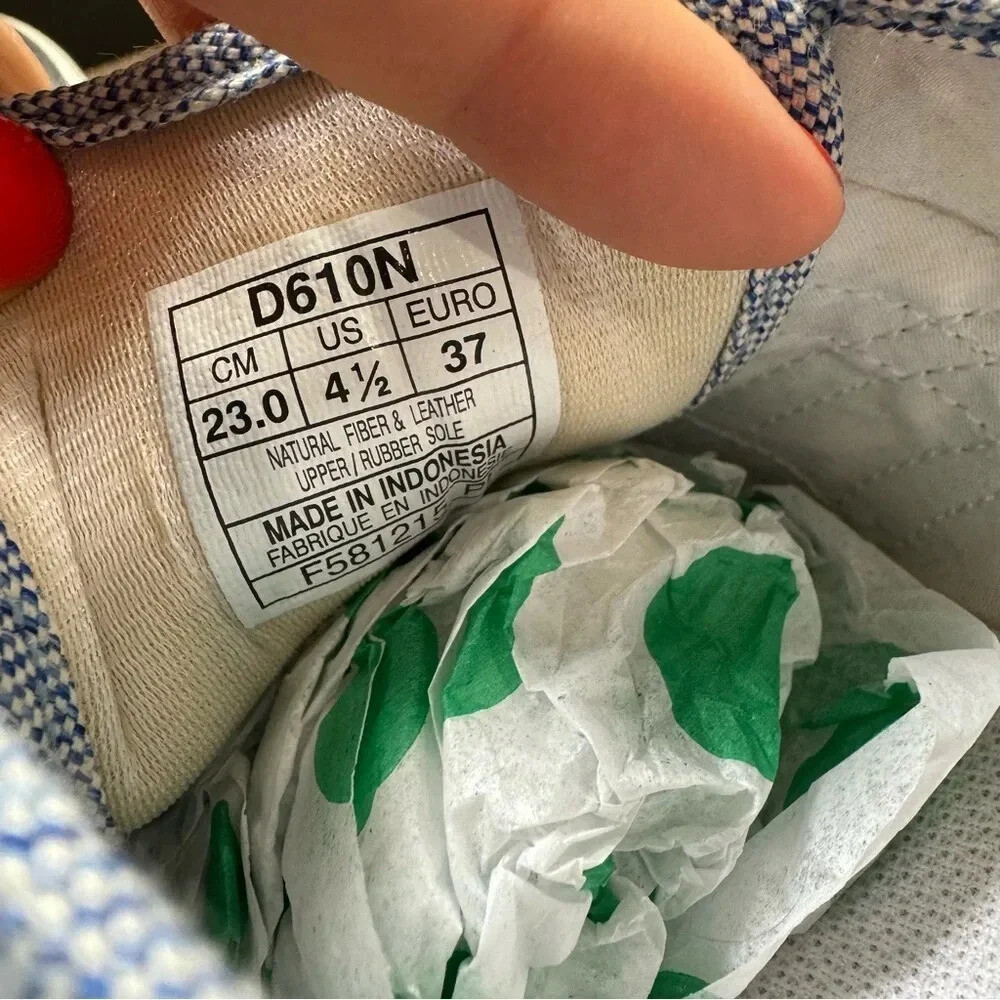 D610N
CM US EURO
23.0 4½ 37
NATURAL FIBER & LEATHER
UPPER/RUBBER SOLE
MADE IN INDONESIA
FABRIQUE EN INDONESIE